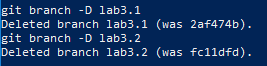 git branch -D lab3.1
Deleted branch lab3.1 (was 2af474b).
git branch -D lab3.2
Deleted branch lab3.2 (was fc11dfd).